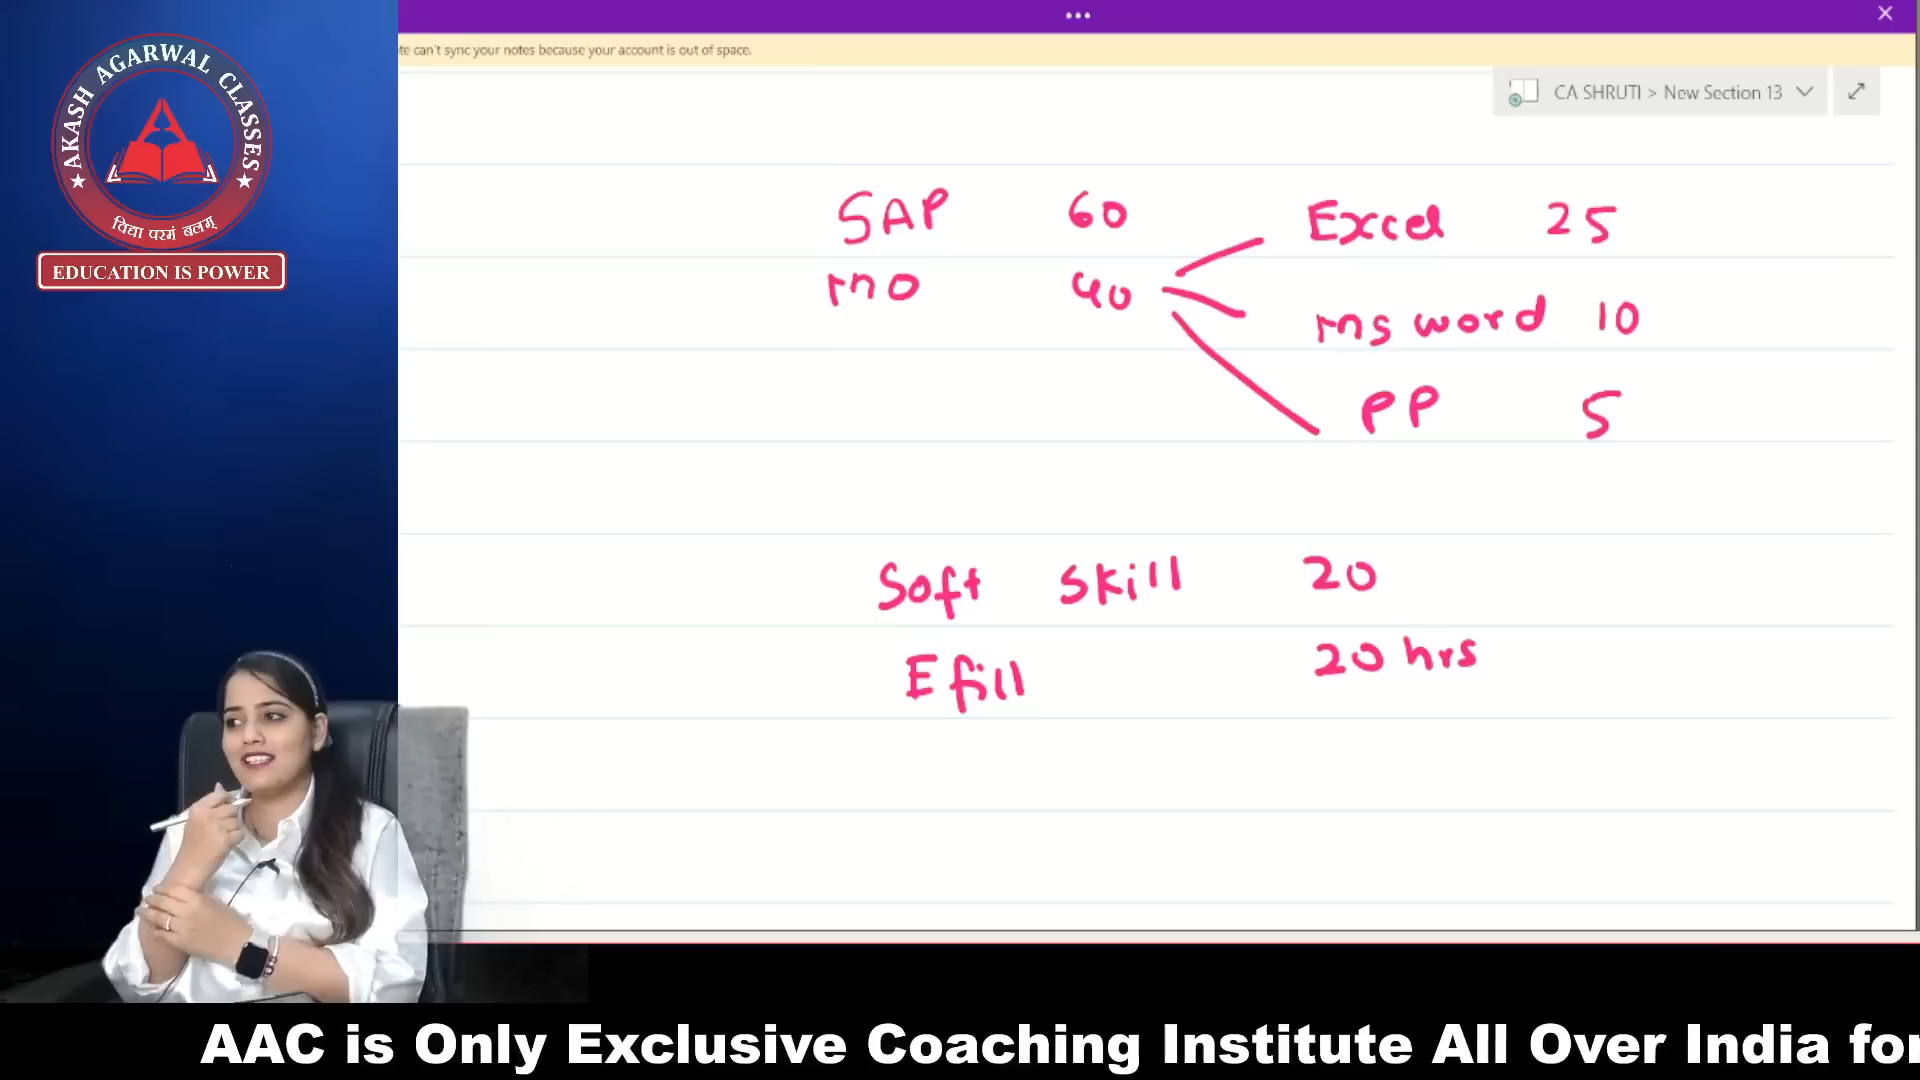 AKASH AGARWAL CLASSES
विद्या परमं बलम्
EDUCATION IS POWER
te can't sync your notes because your account is out of space.
CA SHRUTI > New Section 13
SAP 60 Excel 25
mo 40
ms word 10
PP 5
Soft Skill 20
E fill 20 hrs
AAC is Only Exclusive Coaching Institute All Over India for